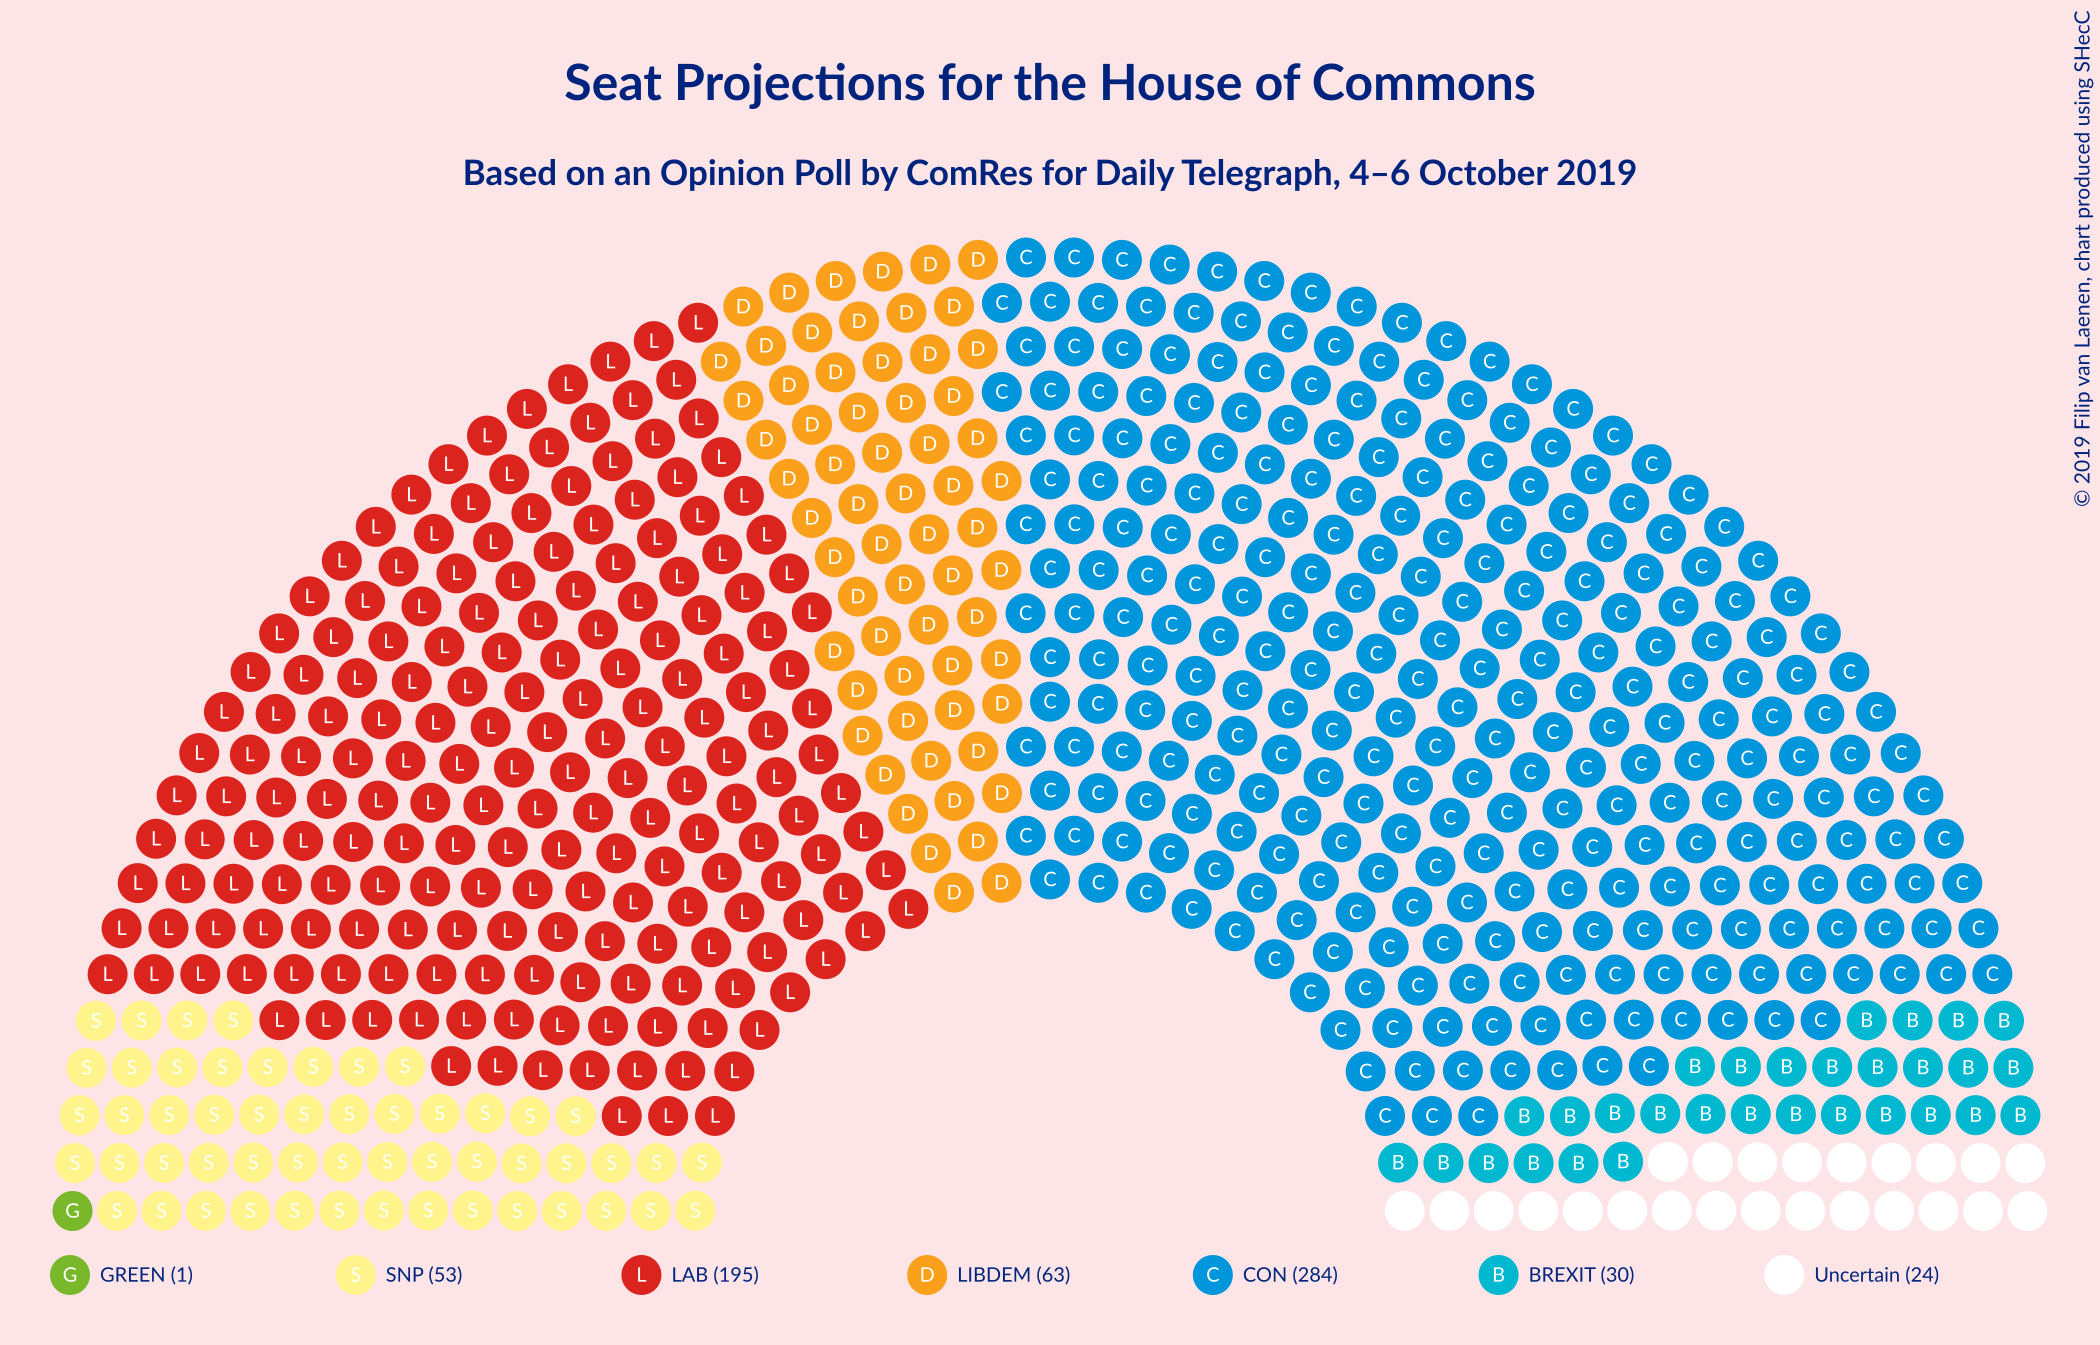 Seat Projections for the House of Commons
Based on an Opinion Poll by ComRes for Daily Telegraph, 4–6 October 2019
© 2019 Filip van Laenen, chart produced using SHecC
G GREEN (1)
S SNP (53)
L LAB (195)
D LIBDEM (63)
C CON (284)
B BREXIT (30)
Uncertain (24)